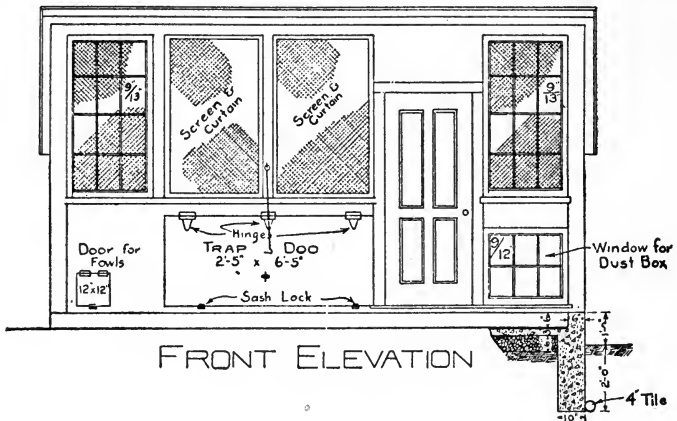 9"/13"
Screen &
Curtain
Screen &
Curtain
9"/13"
Hinge
TRAP DOO
2'-5" x 6'-5"
Door for
Fowls
12"x12"
Sash Lock
9"/12"
Window for
Dust Box
6"
2'-0"
10"
4" Tile
FRONT ELEVATION